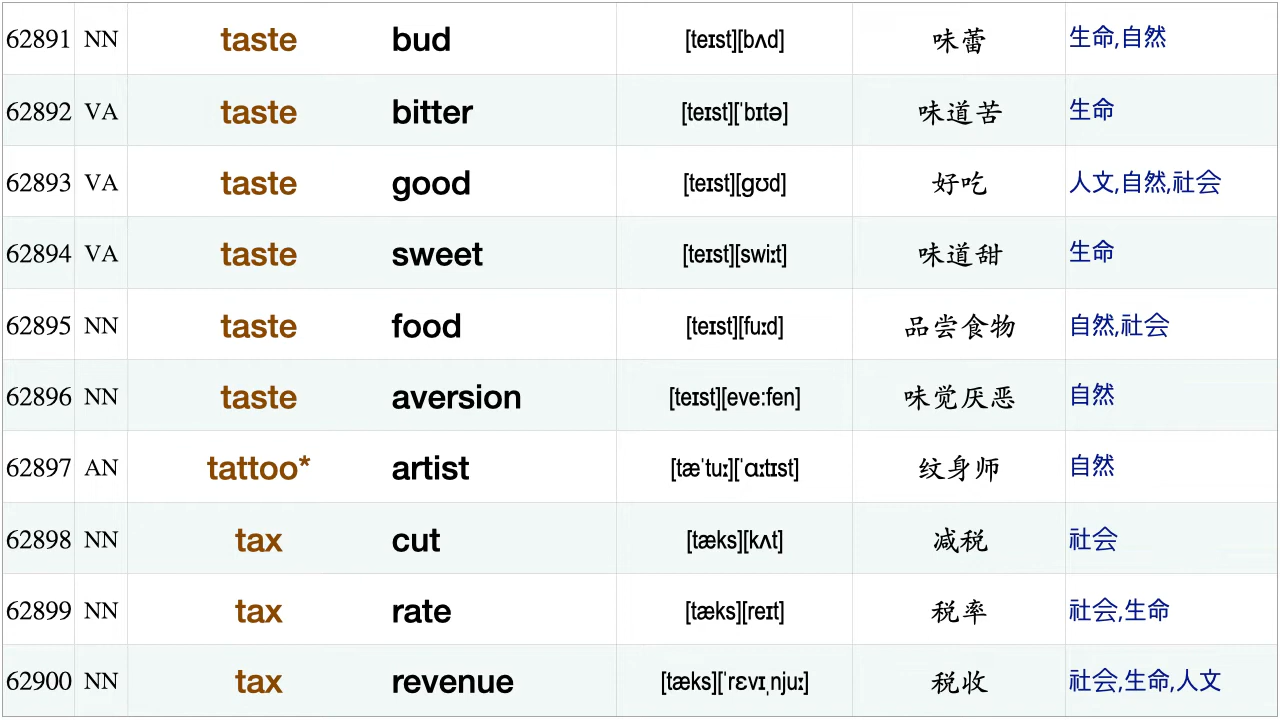 62891 NN taste bud [teɪst][bʌd] 味蕾 生命,自然
62892 VA taste bitter [teɪst][ˈbɪtə] 味道苦 生命
62893 VA taste good [teɪst][ɡʊd] 好吃 人文,自然,社会
62894 VA taste sweet [teɪst][swiːt] 味道甜 生命
62895 NN taste food [teɪst][fuːd] 品尝食物 自然,社会
62896 NN taste aversion [teɪst][eve:fen] 味觉厌恶 自然
62897 AN tattoo* artist [tæˈtuː][ˈɑːtɪst] 纹身师 自然
62898 NN tax cut [tæks][kʌt] 减税 社会
62899 NN tax rate [tæks][reɪt] 税率 社会,生命
62900 NN tax revenue [tæks][ˈrɛvɪˌnjuː] 税收 社会,生命,人文